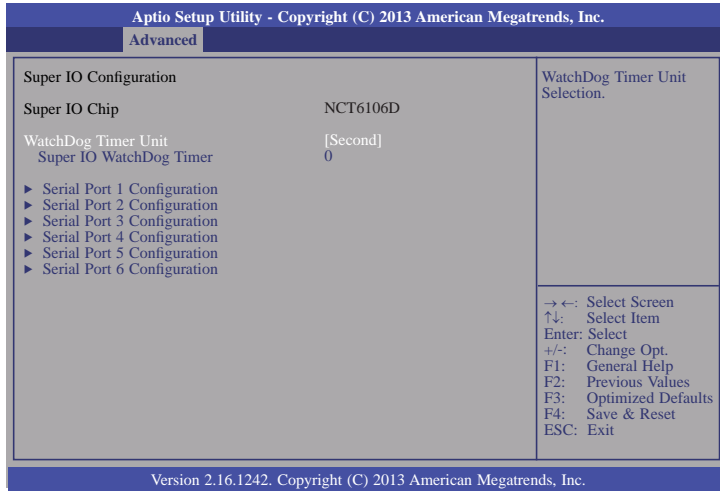 Aptio Setup Utility - Copyright (C) 2013 American Megatrends, Inc.
Advanced
Super IO Configuration
Super IO Chip NCT6106D
WatchDog Timer Unit [Second]
Super IO WatchDog Timer 0
► Serial Port 1 Configuration
► Serial Port 2 Configuration
► Serial Port 3 Configuration
► Serial Port 4 Configuration
► Serial Port 5 Configuration
► Serial Port 6 Configuration
WatchDog Timer Unit
Selection.
→ ←: Select Screen
↑↓: Select Item
Enter: Select
+/-: Change Opt.
F1: General Help
F2: Previous Values
F3: Optimized Defaults
F4: Save & Reset
ESC: Exit
Version 2.16.1242. Copyright (C) 2013 American Megatrends, Inc.